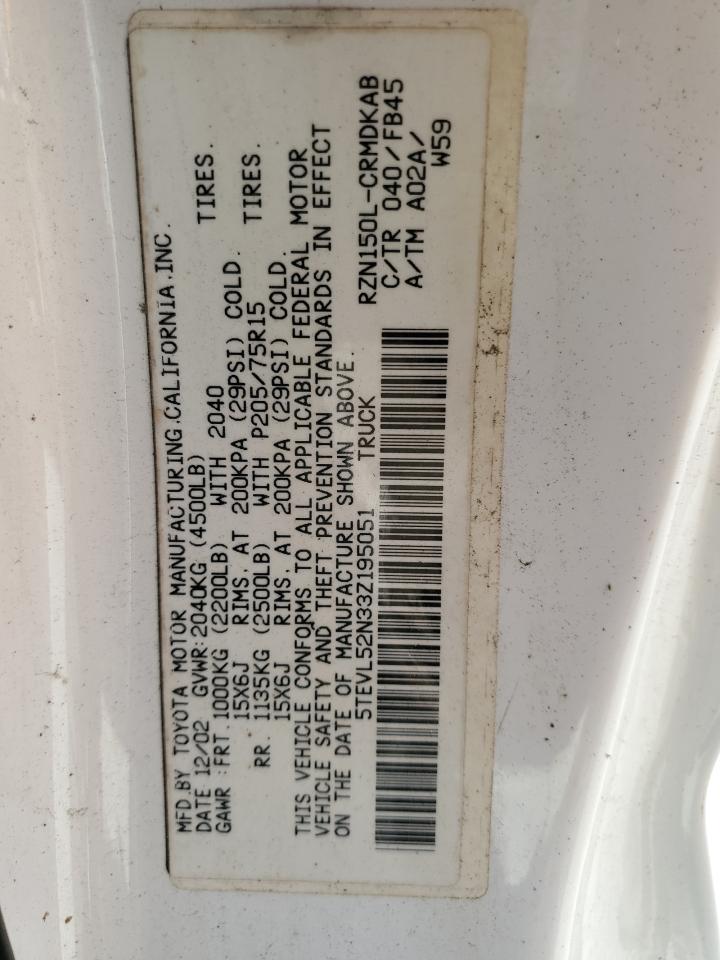 MFD.BY TOYOTA MOTOR MANUFACTURING.CALIFORNIA.INC.
DATE 12/02 GVWR:2040KG (4500LB)
GAWR :FRT.1000KG (2200LB) WITH 2040 TIRES.
15X6J RIMS. AT 200KPA (29PSI) COLD.
RR. 1135KG (2500LB) WITH P205/75R15 TIRES.
15X6J RIMS. AT 200KPA (29PSI) COLD.
THIS VEHICLE CONFORMS TO ALL APPLICABLE FEDERAL MOTOR
VEHICLE SAFETY AND THEFT PREVENTION STANDARDS IN EFFECT
ON THE DATE OF MANUFACTURE SHOWN ABOVE.
5TEVL52N33Z195051 TRUCK
RZN150L-CRMDKAB
C/TR 040/FB45
A/TM A02A/
W59